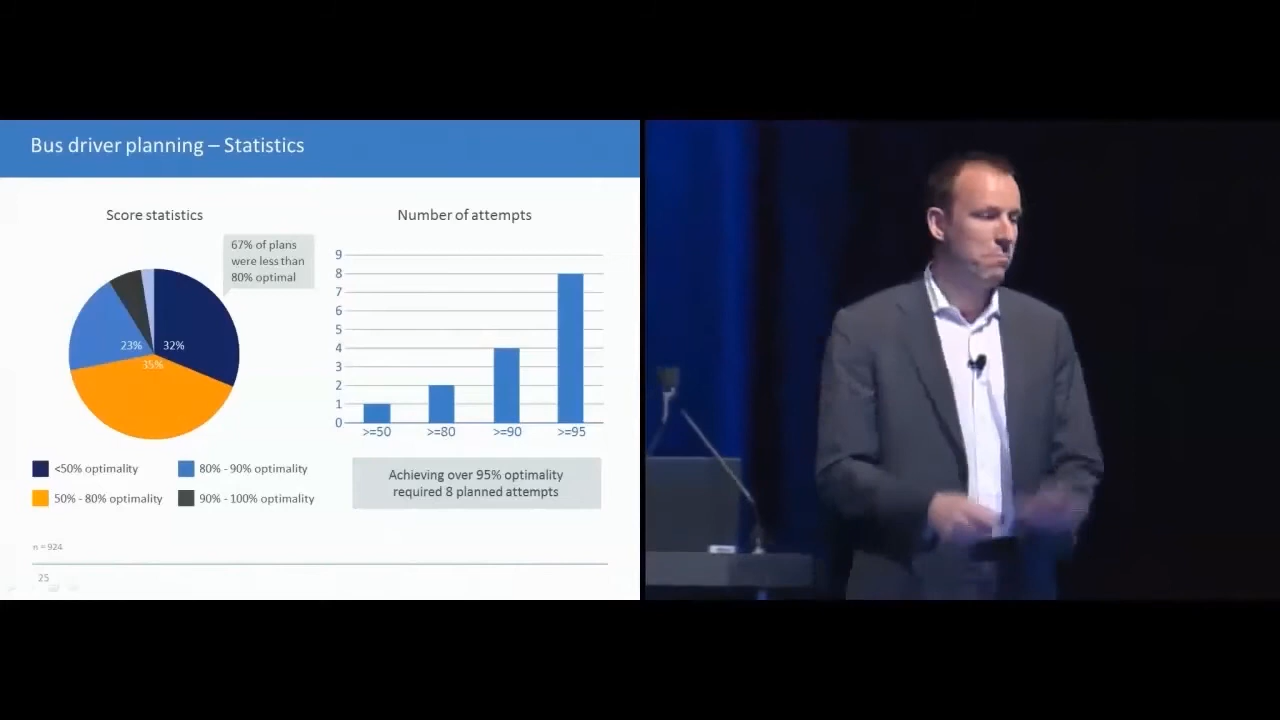 Bus driver planning – Statistics
Score statistics
67% of plans
were less than
80% optimal
23%
32%
35%
<50% optimality
80% - 90% optimality
50% - 80% optimality
90% - 100% optimality
Number of attempts
9
8
7
6
5
4
3
2
1
0
>=50
>=80
>=90
>=95
Achieving over 95% optimality
required 8 planned attempts
n = 924
25